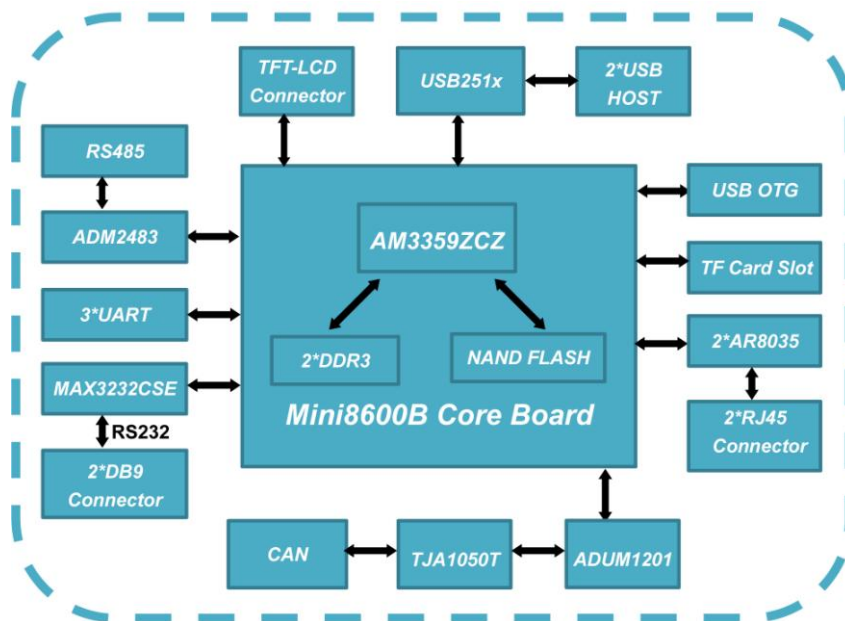 TFT-LCD
Connector
USB251x
2*USB
HOST
RS485
ADM2483
3*UART
MAX3232CSE
RS232
2*DB9
Connector
AM3359ZCZ
2*DDR3
NAND FLASH
Mini8600B Core Board
USB OTG
TF Card Slot
2*AR8035
2*RJ45
Connector
CAN
TJA1050T
ADUM1201